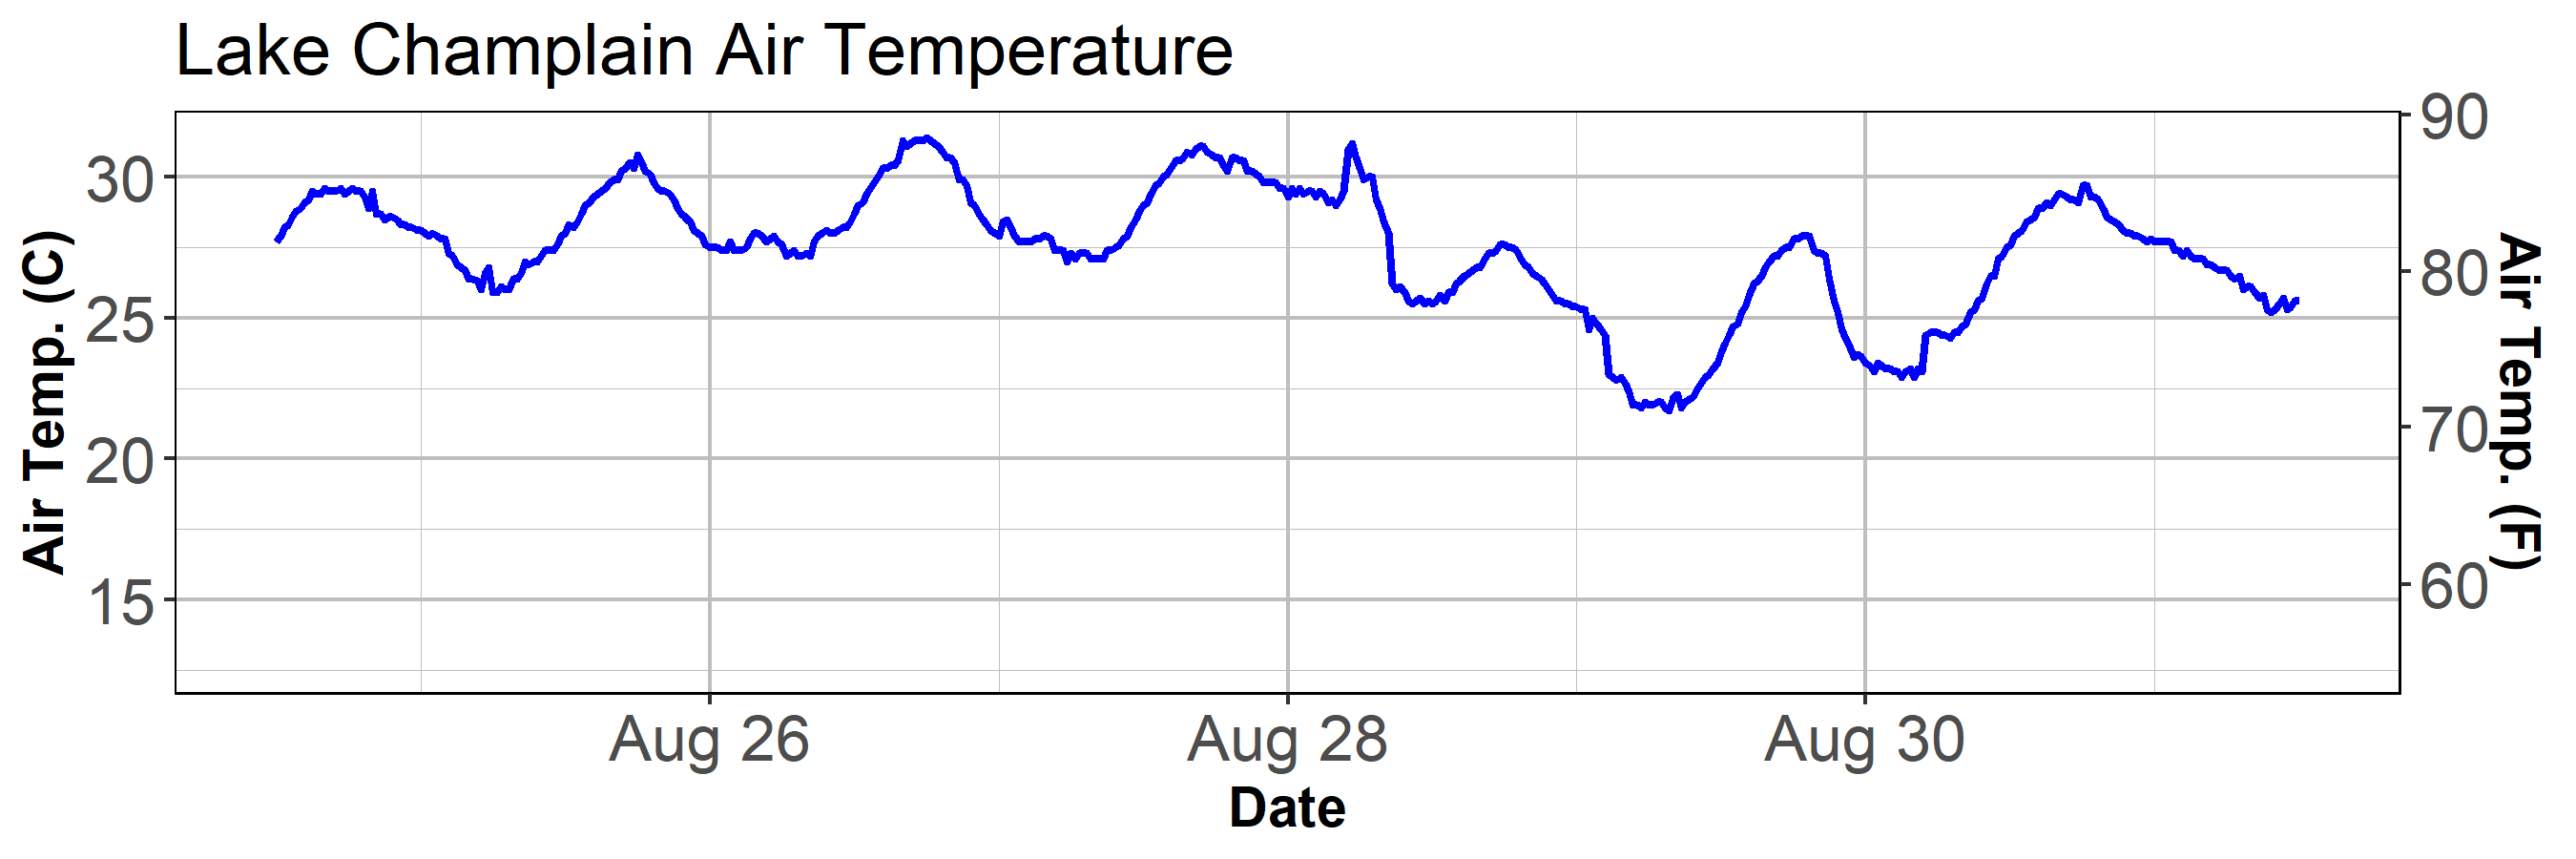 Lake Champlain Air Temperature
Air Temp. (C)
30
25
20
15
90
80
70
60
Air Temp. (F)
Aug 26
Aug 28
Aug 30
Date